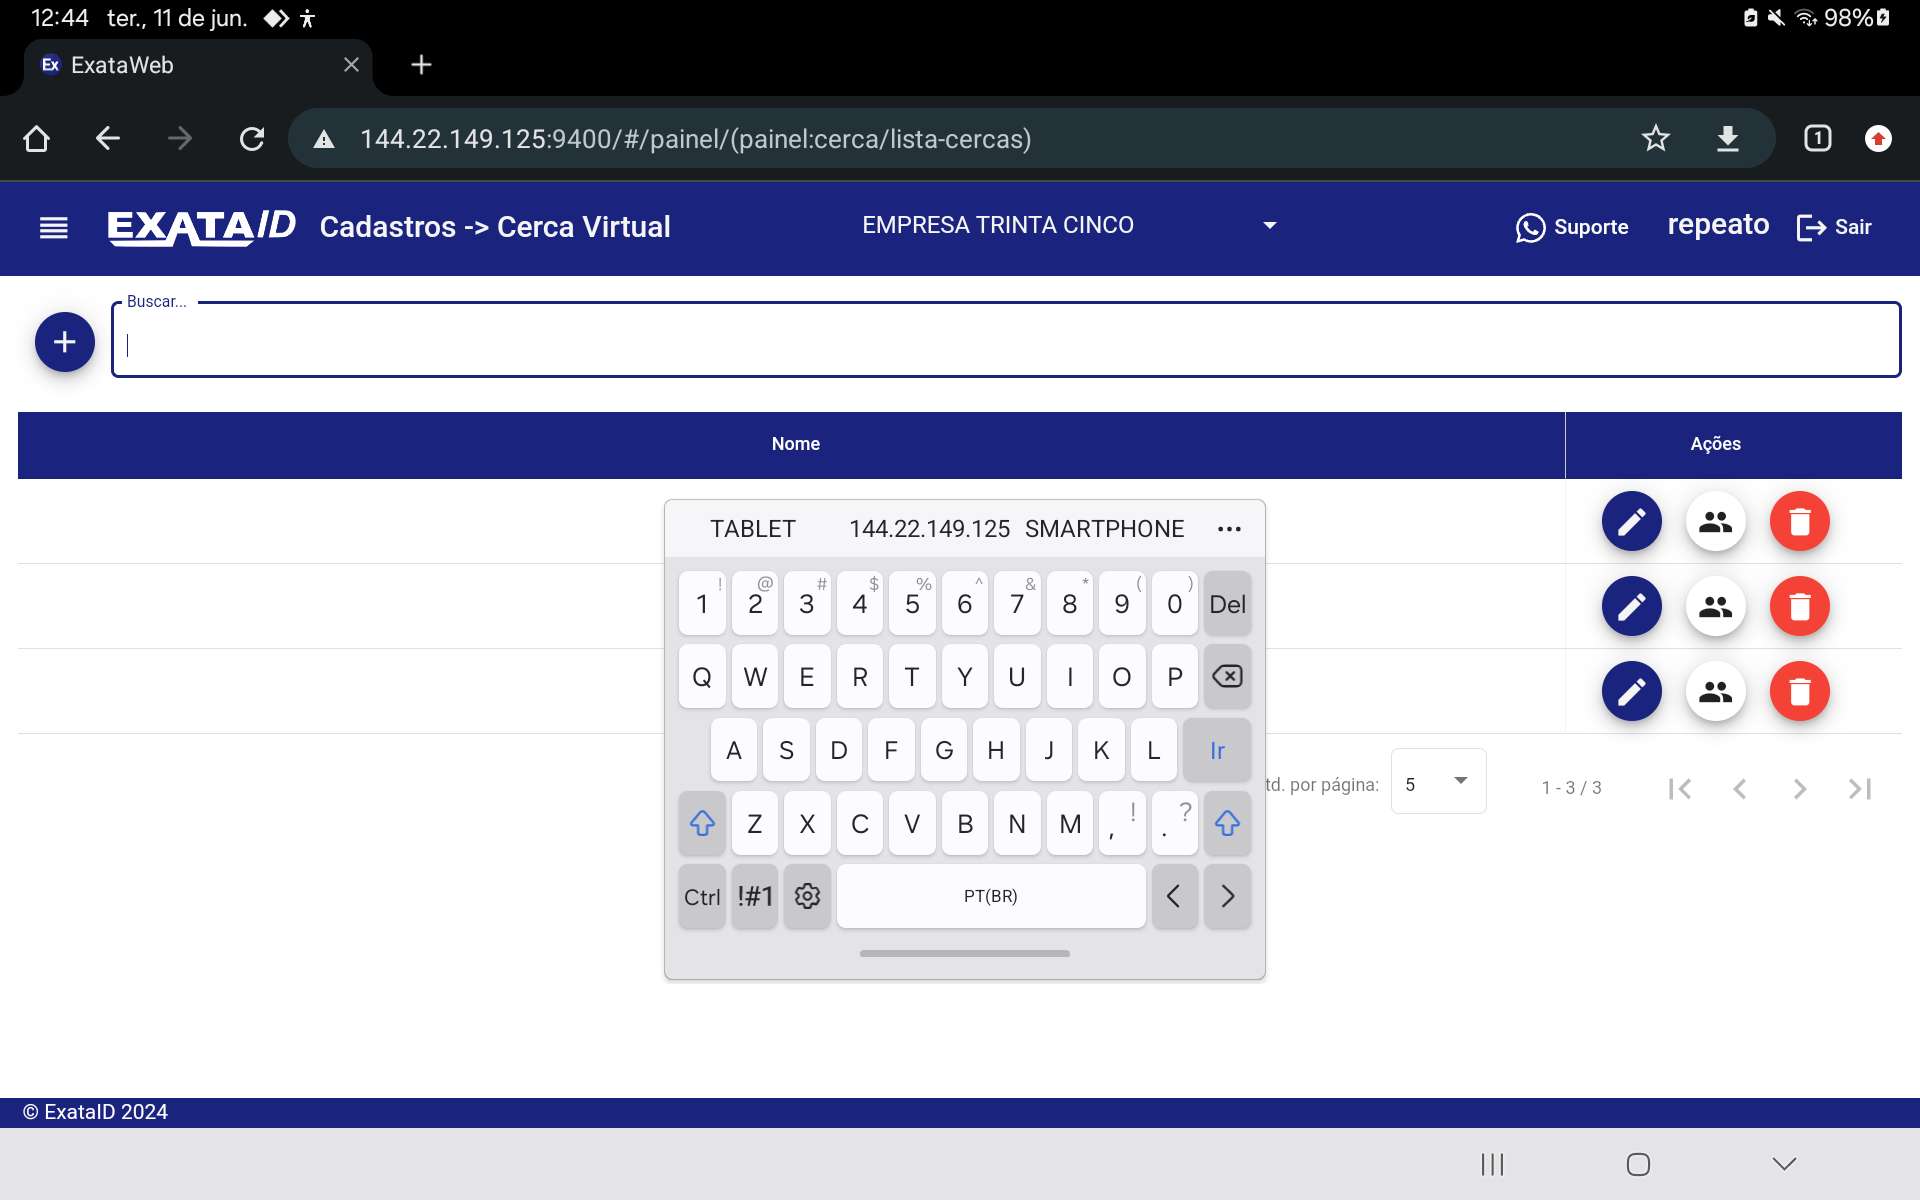 12:44 ter., 11 de jun. 98%
Ex ExataWeb
144.22.149.125:9400/#/painel/(painel:cerca/lista-cercas) 1
EXATAID Cadastros -> Cerca Virtual EMPRESA TRINTA CINCO Suporte repeato Sair
Buscar...
Nome Ações
TABLET 144.22.149.125 SMARTPHONE
! @ # $ % ^ & * ( )
1 2 3 4 5 6 7 8 9 0 Del
Q W E R T Y U I O P
A S D F G H J K L Ir
td. por página: 5 1 - 3 / 3
Z X C V B N M , ! . ?
Ctrl !#1 PT(BR)
© ExataID 2024